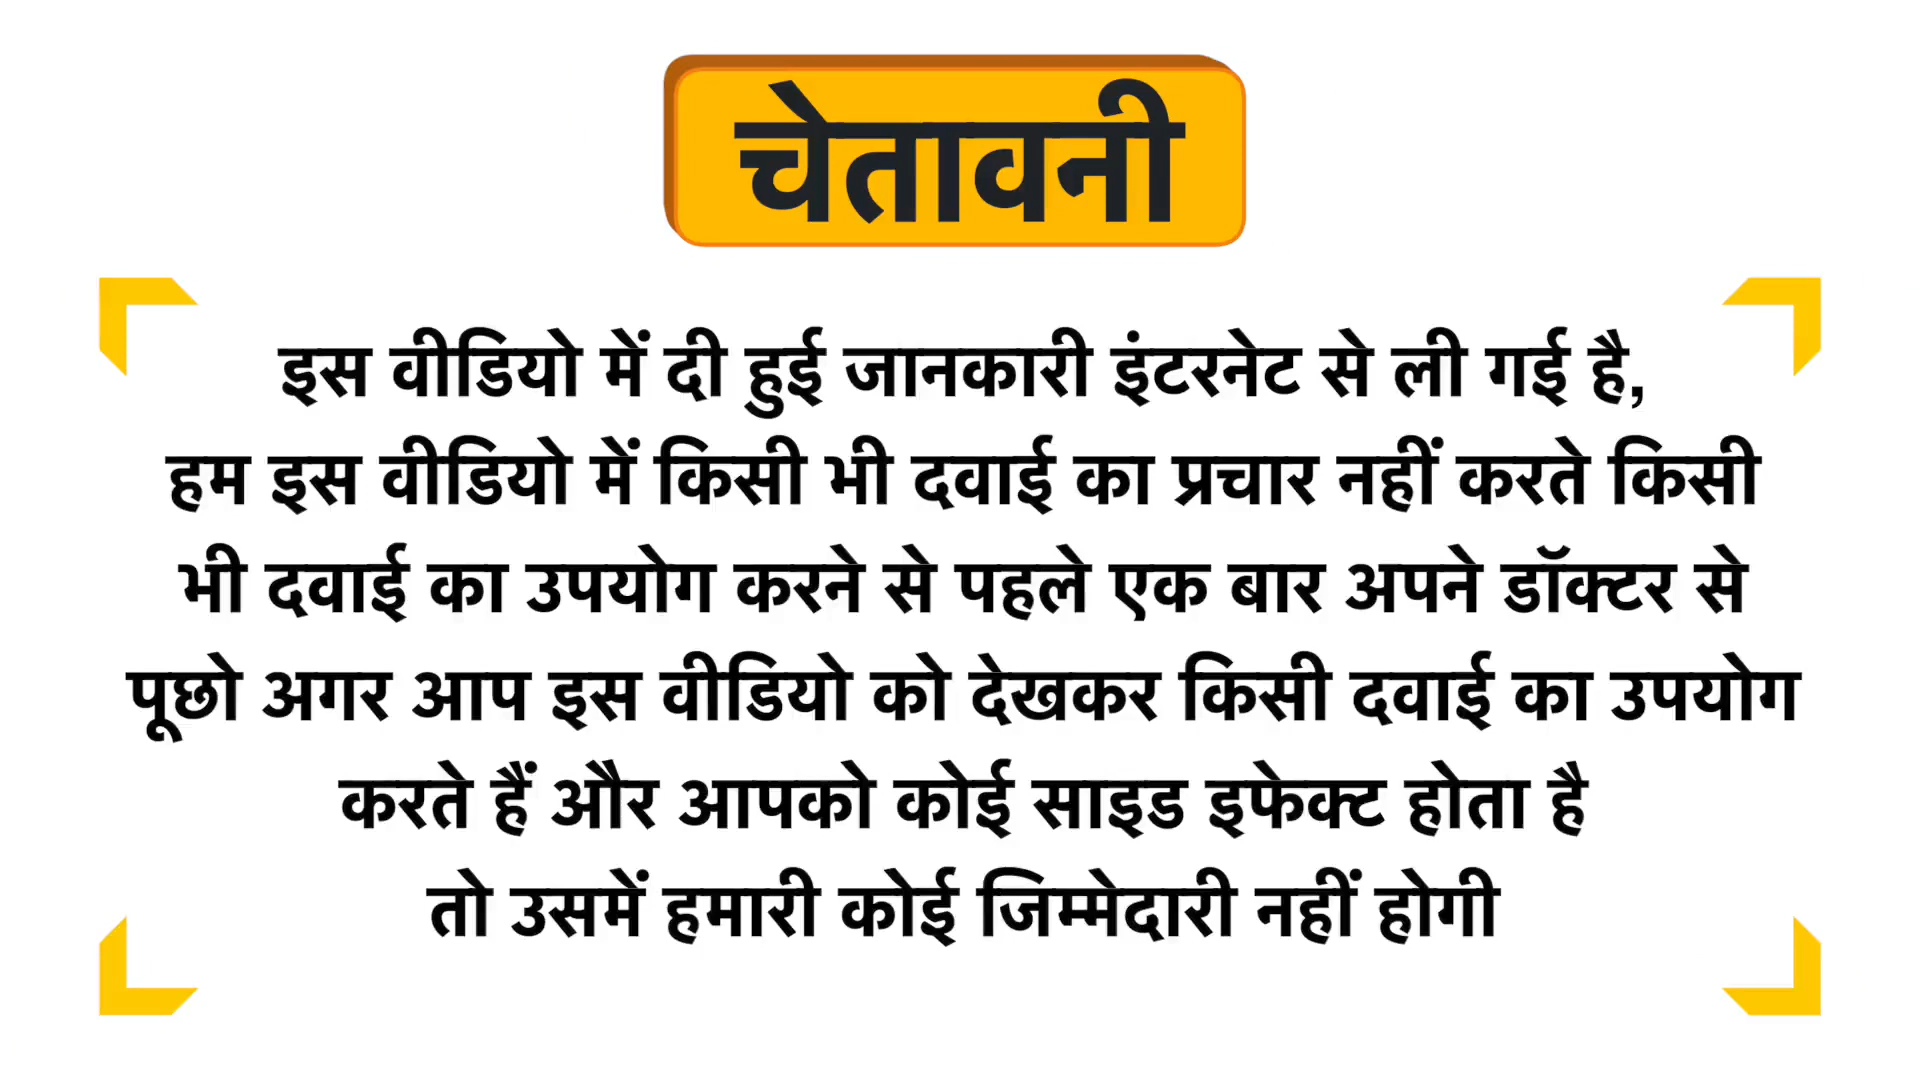 चेतावनी
इस वीडियो में दी हुई जानकारी इंटरनेट से ली गई है,
हम इस वीडियो में किसी भी दवाई का प्रचार नहीं करते किसी
भी दवाई का उपयोग करने से पहले एक बार अपने डॉक्टर से
पूछो अगर आप इस वीडियो को देखकर किसी दवाई का उपयोग
करते हैं और आपको कोई साइड इफेक्ट होता है
तो उसमें हमारी कोई जिम्मेदारी नहीं होगी